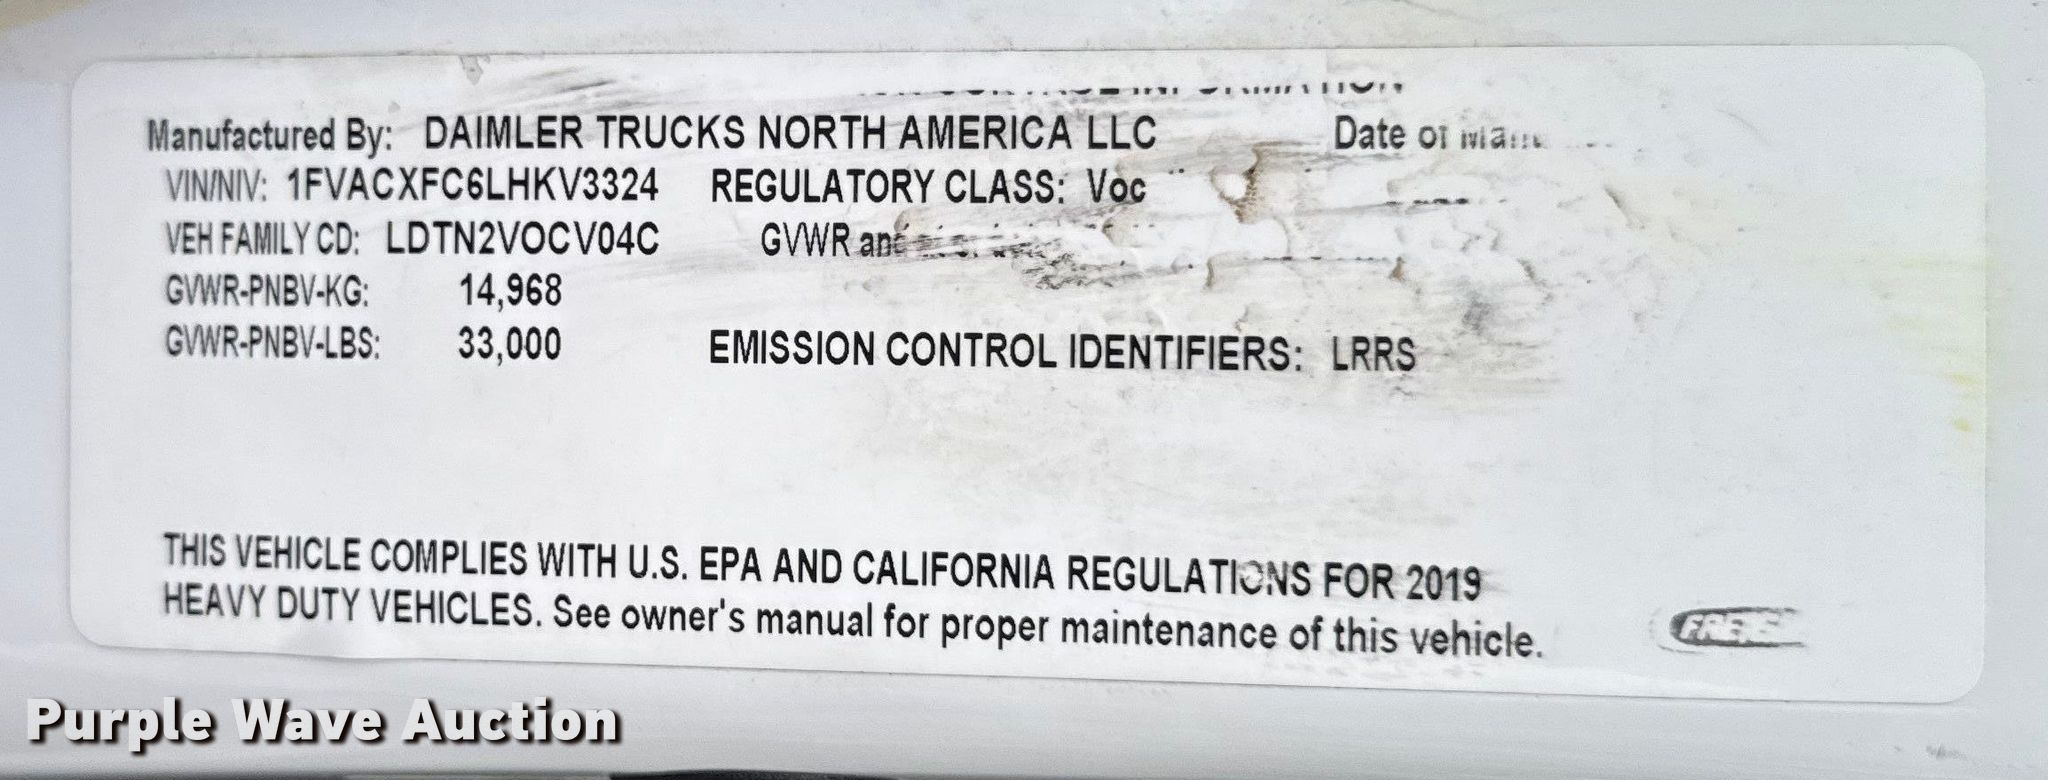 Manufactured By: DAIMLER TRUCKS NORTH AMERICA LLC Date of
VIN/NIV: 1FVACXFC6LHKV3324 REGULATORY CLASS: Voc
VEH FAMILY CD: LDTN2VOCV04C GVWR and
GVWR-PNBV-KG: 14,968
GVWR-PNBV-LBS: 33,000 EMISSION CONTROL IDENTIFIERS: LRRS
THIS VEHICLE COMPLIES WITH U.S. EPA AND CALIFORNIA REGULATIONS FOR 2019
HEAVY DUTY VEHICLES. See owner's manual for proper maintenance of this vehicle.
Purple Wave Auction